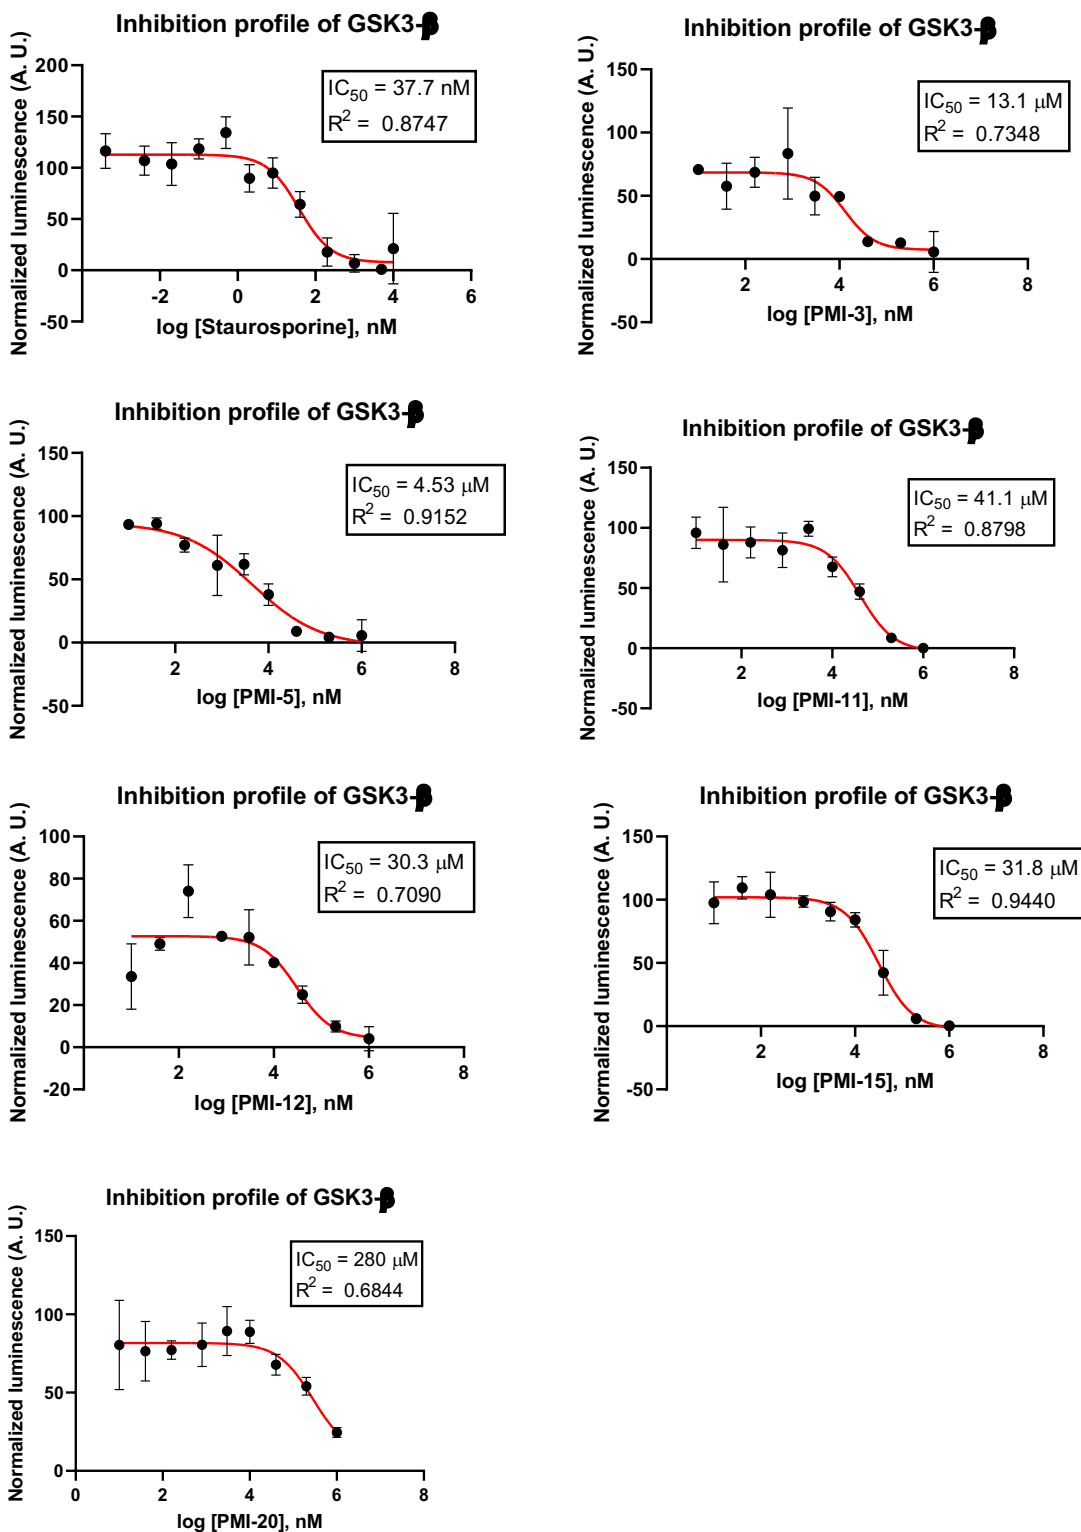 Inhibition profile of GSK3-β
Normalized luminescence (A. U.)
200
150
100
50
0
-50
-2
0
2
4
6
log [Staurosporine], nM
IC50 = 37.7 nM
R2 = 0.8747
Inhibition profile of GSK3-β
Normalized luminescence (A. U.)
150
100
50
0
-50
2
4
6
8
log [PMI-3], nM
IC50 = 13.1 μM
R2 = 0.7348
Inhibition profile of GSK3-β
Normalized luminescence (A. U.)
150
100
50
0
-50
2
4
6
8
log [PMI-5], nM
IC50 = 4.53 μM
R2 = 0.9152
Inhibition profile of GSK3-β
Normalized luminescence (A. U.)
150
100
50
0
-50
2
4
6
8
log [PMI-11], nM
IC50 = 41.1 μM
R2 = 0.8798
Inhibition profile of GSK3-β
Normalized luminescence (A. U.)
100
80
60
40
20
0
-20
2
4
6
8
log [PMI-12], nM
IC50 = 30.3 μM
R2 = 0.7090
Inhibition profile of GSK3-β
Normalized luminescence (A. U.)
150
100
50
0
-50
2
4
6
8
log [PMI-15], nM
IC50 = 31.8 μM
R2 = 0.9440
Inhibition profile of GSK3-β
Normalized luminescence (A. U.)
150
100
50
0
0
2
4
6
8
log [PMI-20], nM
IC50 = 280 μM
R2 = 0.6844